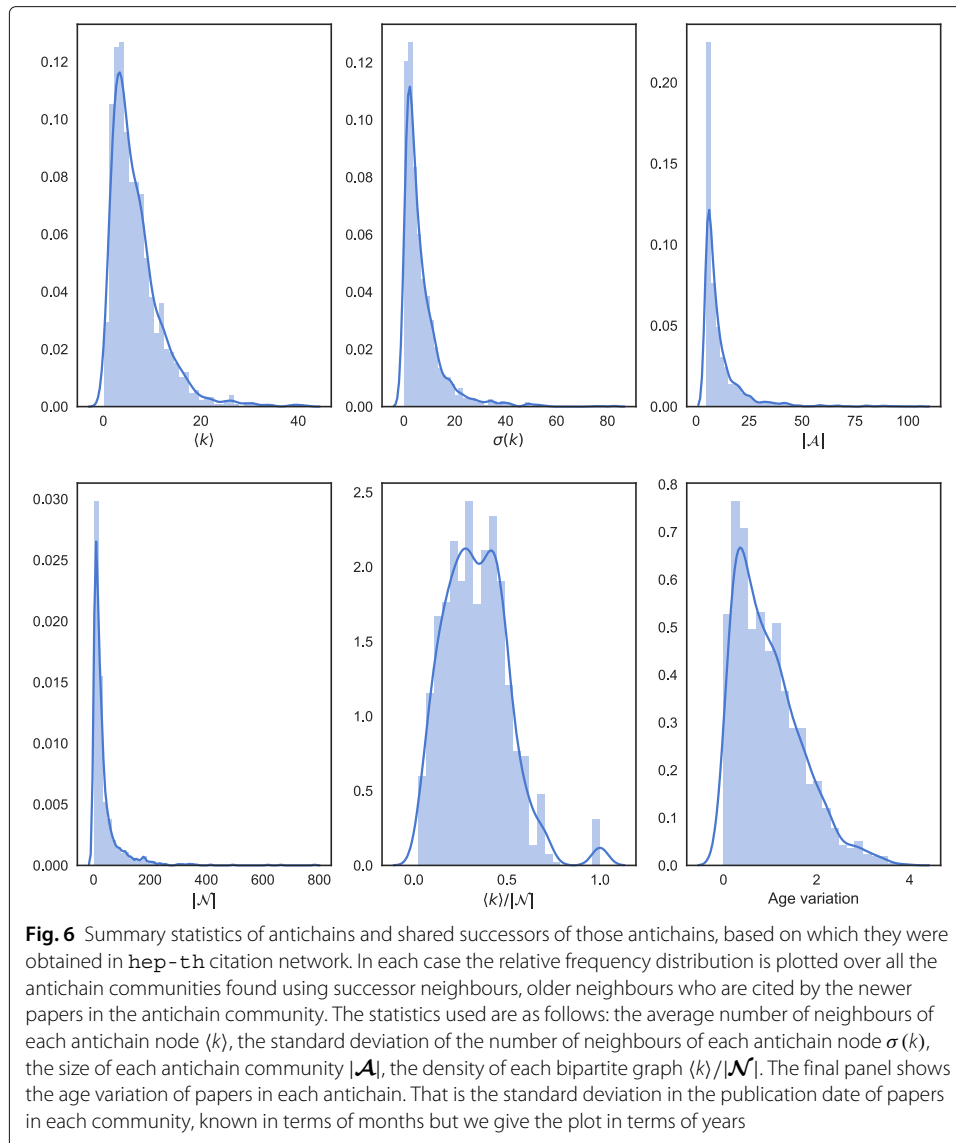 0.12
0.10
0.08
0.06
0.04
0.02
0.00
0 20 40
⟨k⟩
0.12
0.10
0.08
0.06
0.04
0.02
0.00
0 20 40 60 80
σ(k)
0.20
0.15
0.10
0.05
0.00
0 25 50 75 100
|𝒜|
0.030
0.025
0.020
0.015
0.010
0.005
0.000
0 200 400 600 800
|𝒩|
2.5
2.0
1.5
1.0
0.5
0.0
0.0 0.5 1.0
⟨k⟩/|𝒩|
0.8
0.7
0.6
0.5
0.4
0.3
0.2
0.1
0.0
0 2 4
Age variation
Fig. 6 Summary statistics of antichains and shared successors of those antichains, based on which they were
obtained in hep-th citation network. In each case the relative frequency distribution is plotted over all the
antichain communities found using successor neighbours, older neighbours who are cited by the newer
papers in the antichain community. The statistics used are as follows: the average number of neighbours of
each antichain node ⟨k⟩, the standard deviation of the number of neighbours of each antichain node σ(k),
the size of each antichain community |𝓐|, the density of each bipartite graph ⟨k⟩/|𝓝|. The final panel shows
the age variation of papers in each antichain. That is the standard deviation in the publication date of papers
in each community, known in terms of months but we give the plot in terms of years